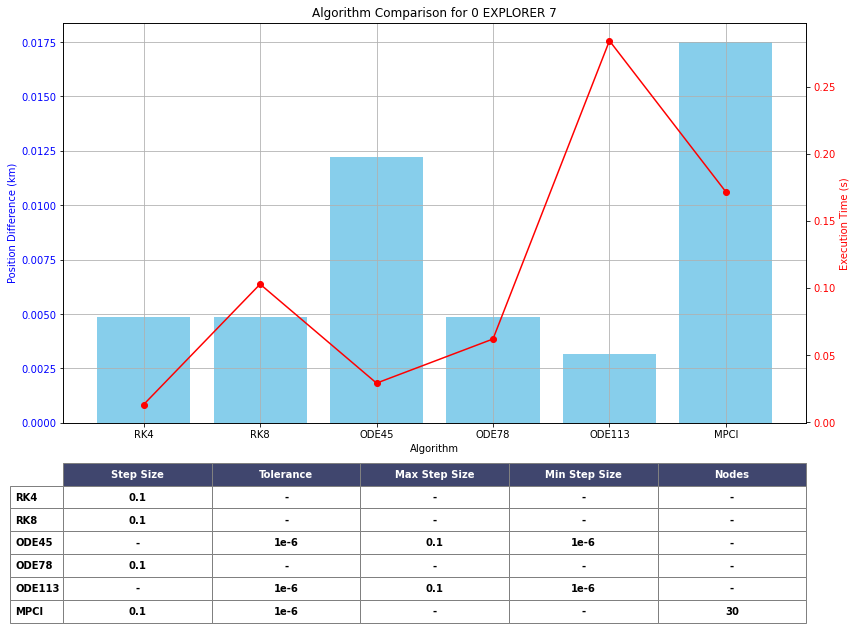 Algorithm Comparison for 0 EXPLORER 7
Position Difference (km)
0.0175
0.0150
0.0125
0.0100
0.0075
0.0050
0.0025
0.0000
Execution Time (s)
0.25
0.20
0.15
0.10
0.05
0.00
RK4 RK8 ODE45 ODE78 ODE113 MPCI
Algorithm
Step Size Tolerance Max Step Size Min Step Size Nodes
RK4 0.1 - - - -
RK8 0.1 - - - -
ODE45 - 1e-6 0.1 1e-6 -
ODE78 0.1 - - - -
ODE113 - 1e-6 0.1 1e-6 -
MPCI 0.1 1e-6 - - 30